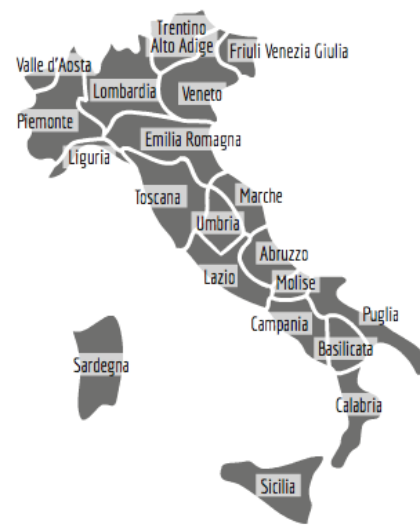 Trentino
Alto Adige
Friuli Venezia Giulia
Valle d'Aosta
Lombardia
Veneto
Piemonte
Emilia Romagna
Liguria
Toscana
Marche
Umbria
Abruzzo
Lazio
Molise
Puglia
Campania
Basilicata
Sardegna
Calabria
Sicilia